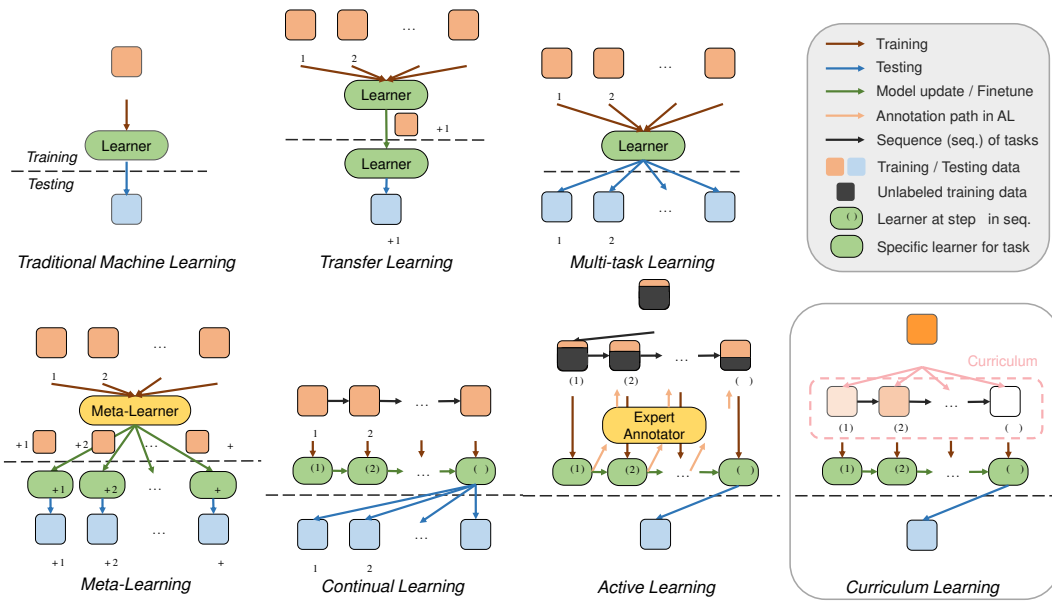 1 2 ...
Learner
Training
Testing
Traditional Machine Learning
Learner
+1
Learner
+1
Transfer Learning
...
1 2
Learner
...
1 2
Multi-task Learning
Training
Testing
Model update / Finetune
Annotation path in AL
Sequence (seq.) of tasks
Training / Testing data
Unlabeled training data
( ) Learner at step in seq.
Specific learner for task
...
1 2
Meta-Learner
+1 +2 ... +
+1 +2 ... +
...
+1 +2 +
Meta-Learning
...
1 2
(1) (2) ... ( )
...
1 2
Continual Learning
...
(1) (2) ( )
Expert
Annotator
(1) (2) ... ( )
Active Learning
Curriculum
...
(1) (2) ( )
(1) (2) ... ( )
Curriculum Learning